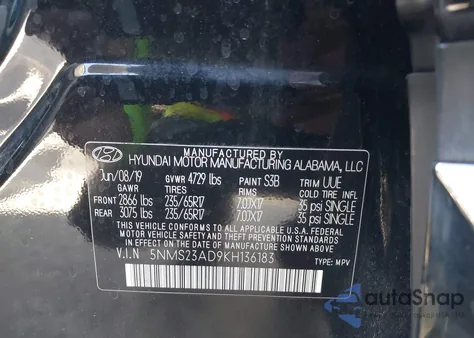 MANUFACTURED BY
HYUNDAI MOTOR MANUFACTURING ALABAMA, LLC
Jun/08/19 GVWR 4729 lbs PAINT S3B TRIM UUE
GAWR TIRES RIMS COLD TIRE INFL
FRONT 2866 lbs 235/65R17 7.0JX17 35 psi SINGLE
REAR 3075 lbs 235/65R17 7.0JX17 35 psi SINGLE
THIS VEHICLE CONFORMS TO ALL APPLICABLE
U.S.A. FEDERAL MOTOR VEHICLE SAFETY BUMPER,
AND THEFT PREVENTION STANDARDS IN EFFECT ON
THE DATE OF MANUFACTURE SHOWN ABOVE.
V.I.N 5NMS23AD9KH136183 TYPE: MPV
autoSnap